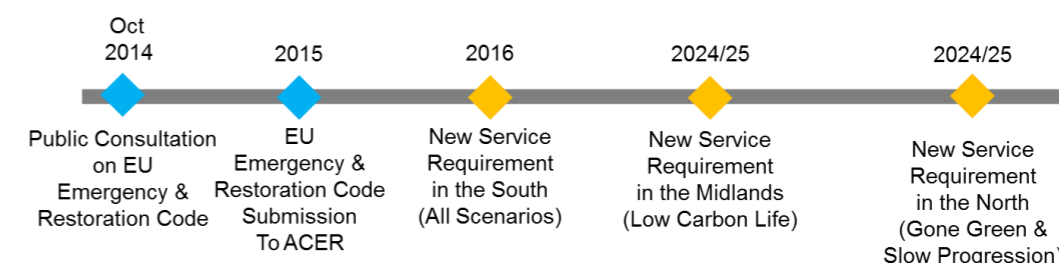 Oct
2014
2015
2016
2024/25
2024/25
Public Consultation
on EU
Emergency &
Restoration Code
EU
Emergency &
Restoration Code
Submission
To ACER
New Service
Requirement
in the South
(All Scenarios)
New Service
Requirement
in the Midlands
(Low Carbon Life)
New Service
Requirement
in the North
(Gone Green &
Slow Progression)